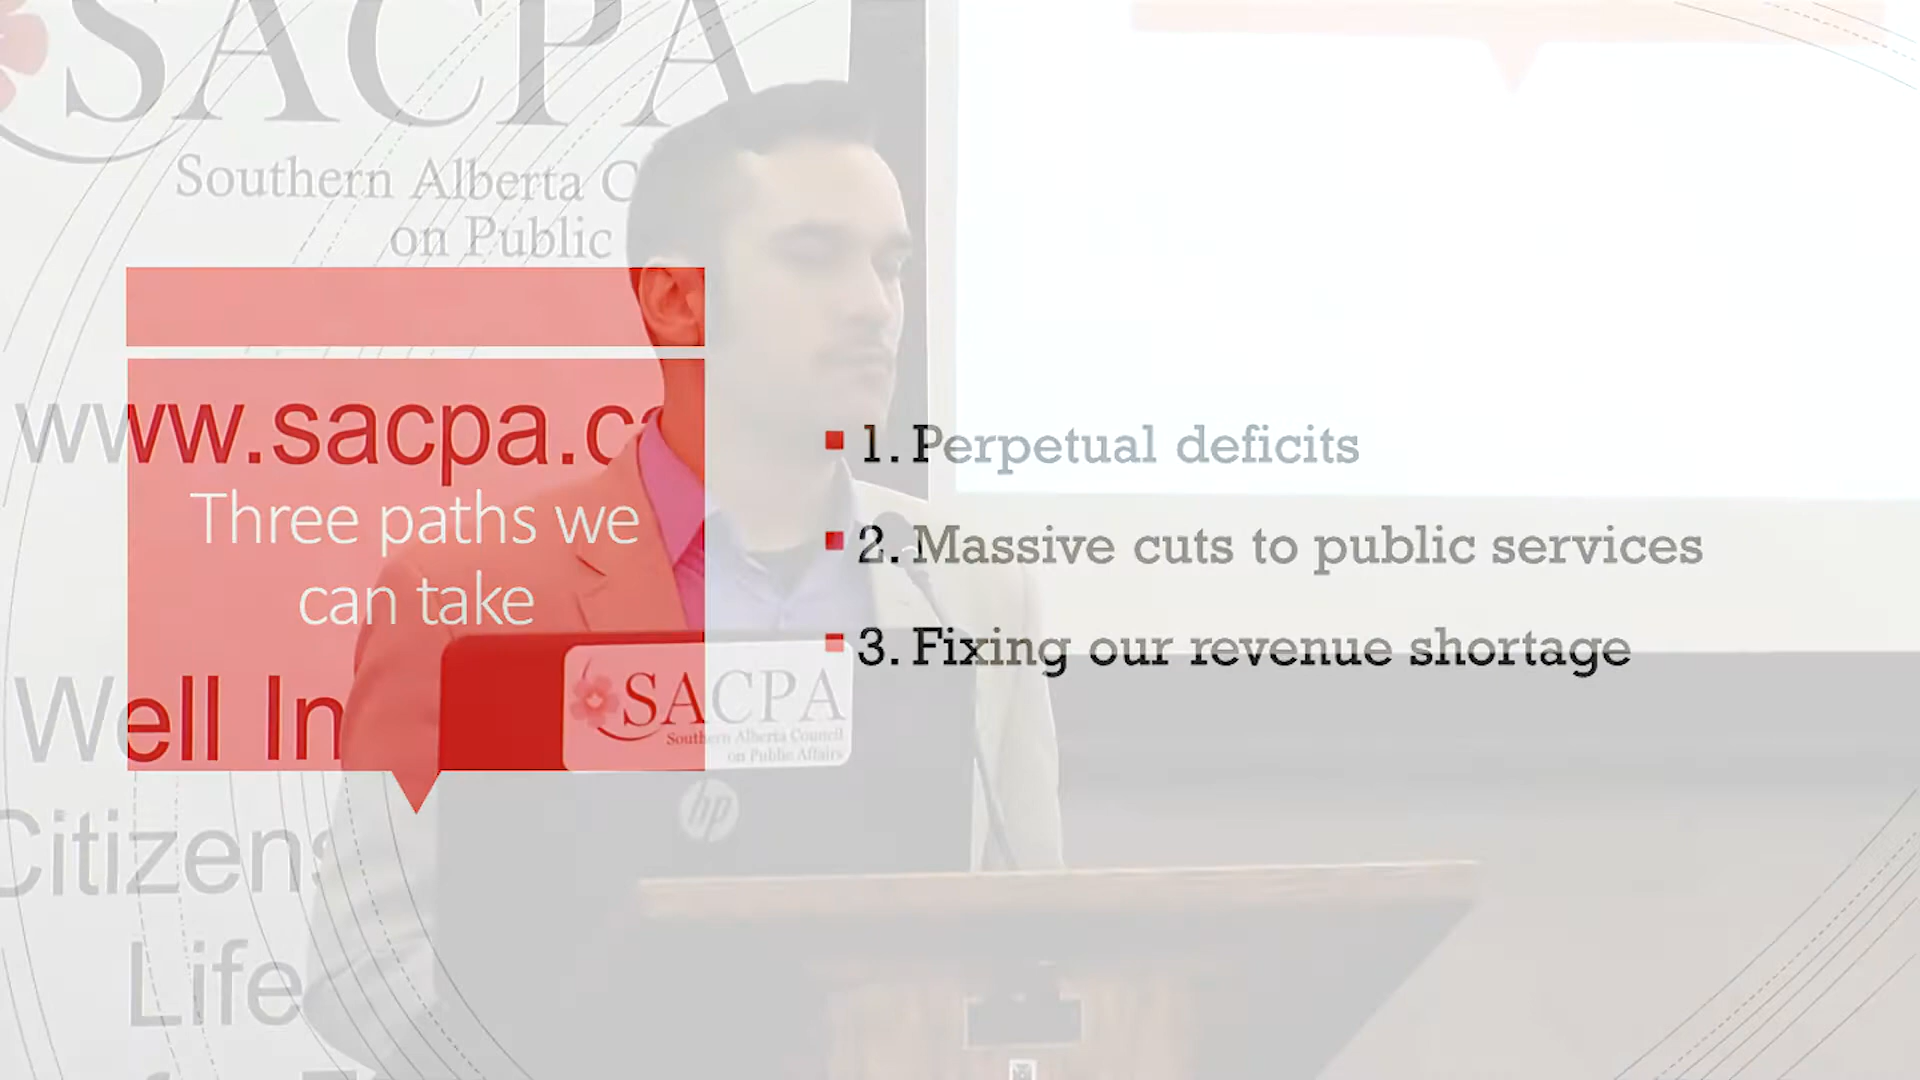 SACPA
Southern Alberta C
on Public
www.sacpa.c
Three paths we
can take
1. Perpetual deficits
2. Massive cuts to public services
3. Fixing our revenue shortage
Well In
SACPA
Southern Alberta Council
on Public Affairs
hp
Citizens
Life